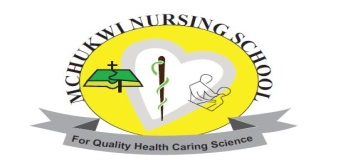 MCHUKWI NURSING SCHOOL
For Quality Health Caring Science